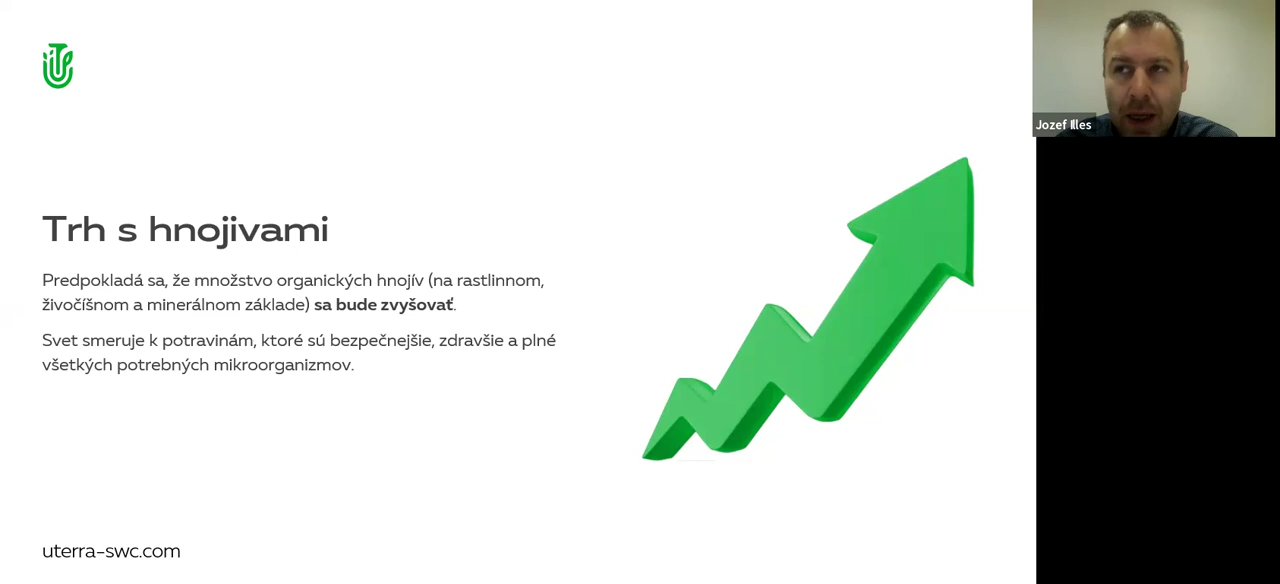 Trh s hnojivami
Predpokladá sa, že množstvo organických hnojív (na rastlinnom,
živočíšnom a minerálnom základe) sa bude zvyšovať.
Svet smeruje k potravinám, ktoré sú bezpečnejšie, zdravšie a plné
všetkých potrebných mikroorganizmov.
uterra-swc.com
Jozef Illes